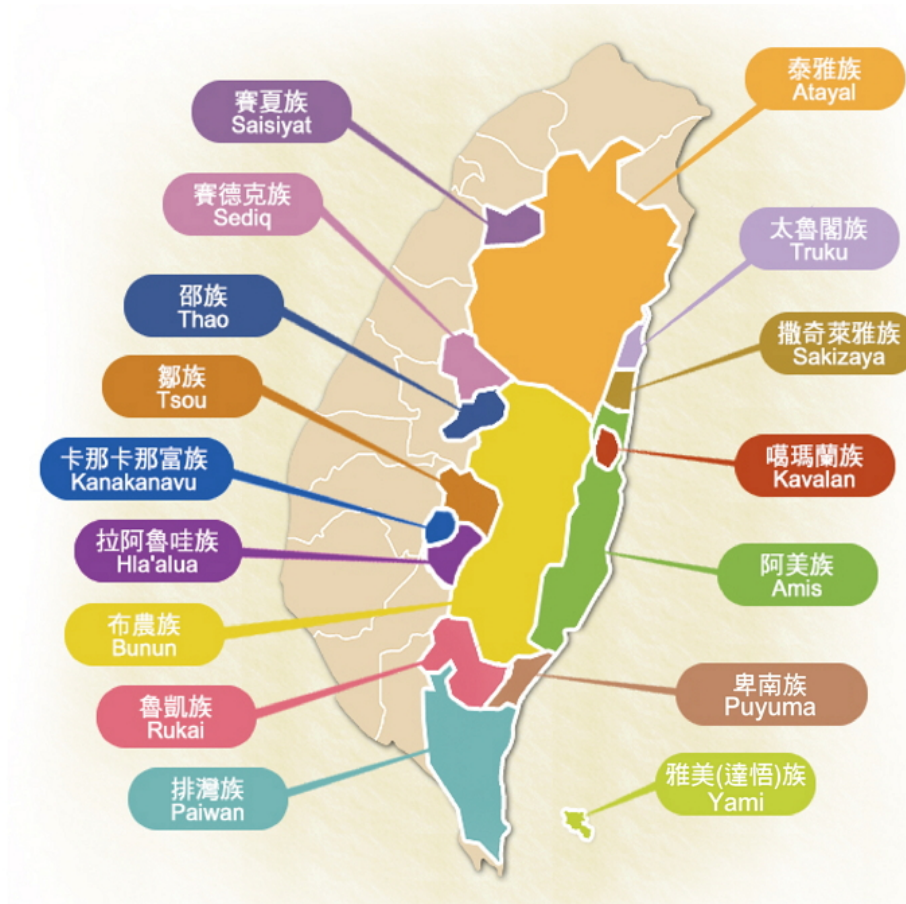 賽夏族
Saisiyat
賽德克族
Sediq
邵族
Thao
鄒族
Tsou
卡那卡那富族
Kanakanavu
拉阿魯哇族
Hla'alua
布農族
Bunun
魯凱族
Rukai
排灣族
Paiwan
泰雅族
Atayal
太魯閣族
Truku
撒奇萊雅族
Sakizaya
噶瑪蘭族
Kavalan
阿美族
Amis
卑南族
Puyuma
雅美(達悟)族
Yami